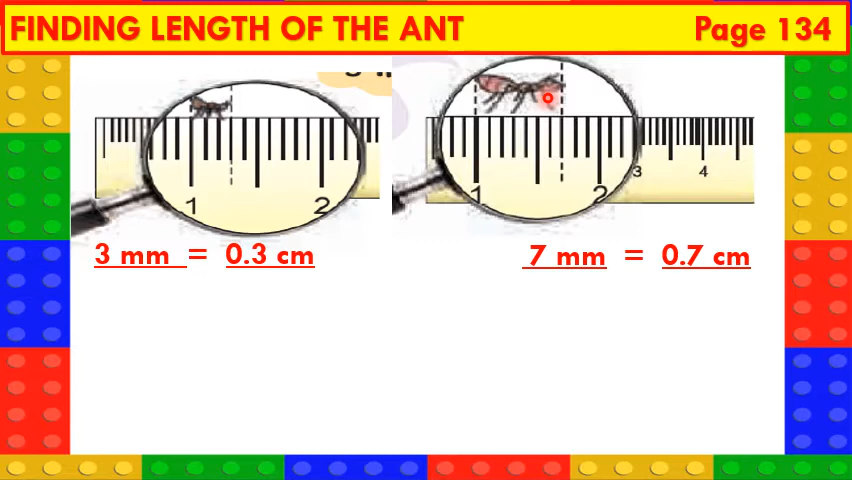 FINDING LENGTH OF THE ANT
Page 134
1 2
1 2 3 4
3 mm = 0.3 cm
7 mm = 0.7 cm